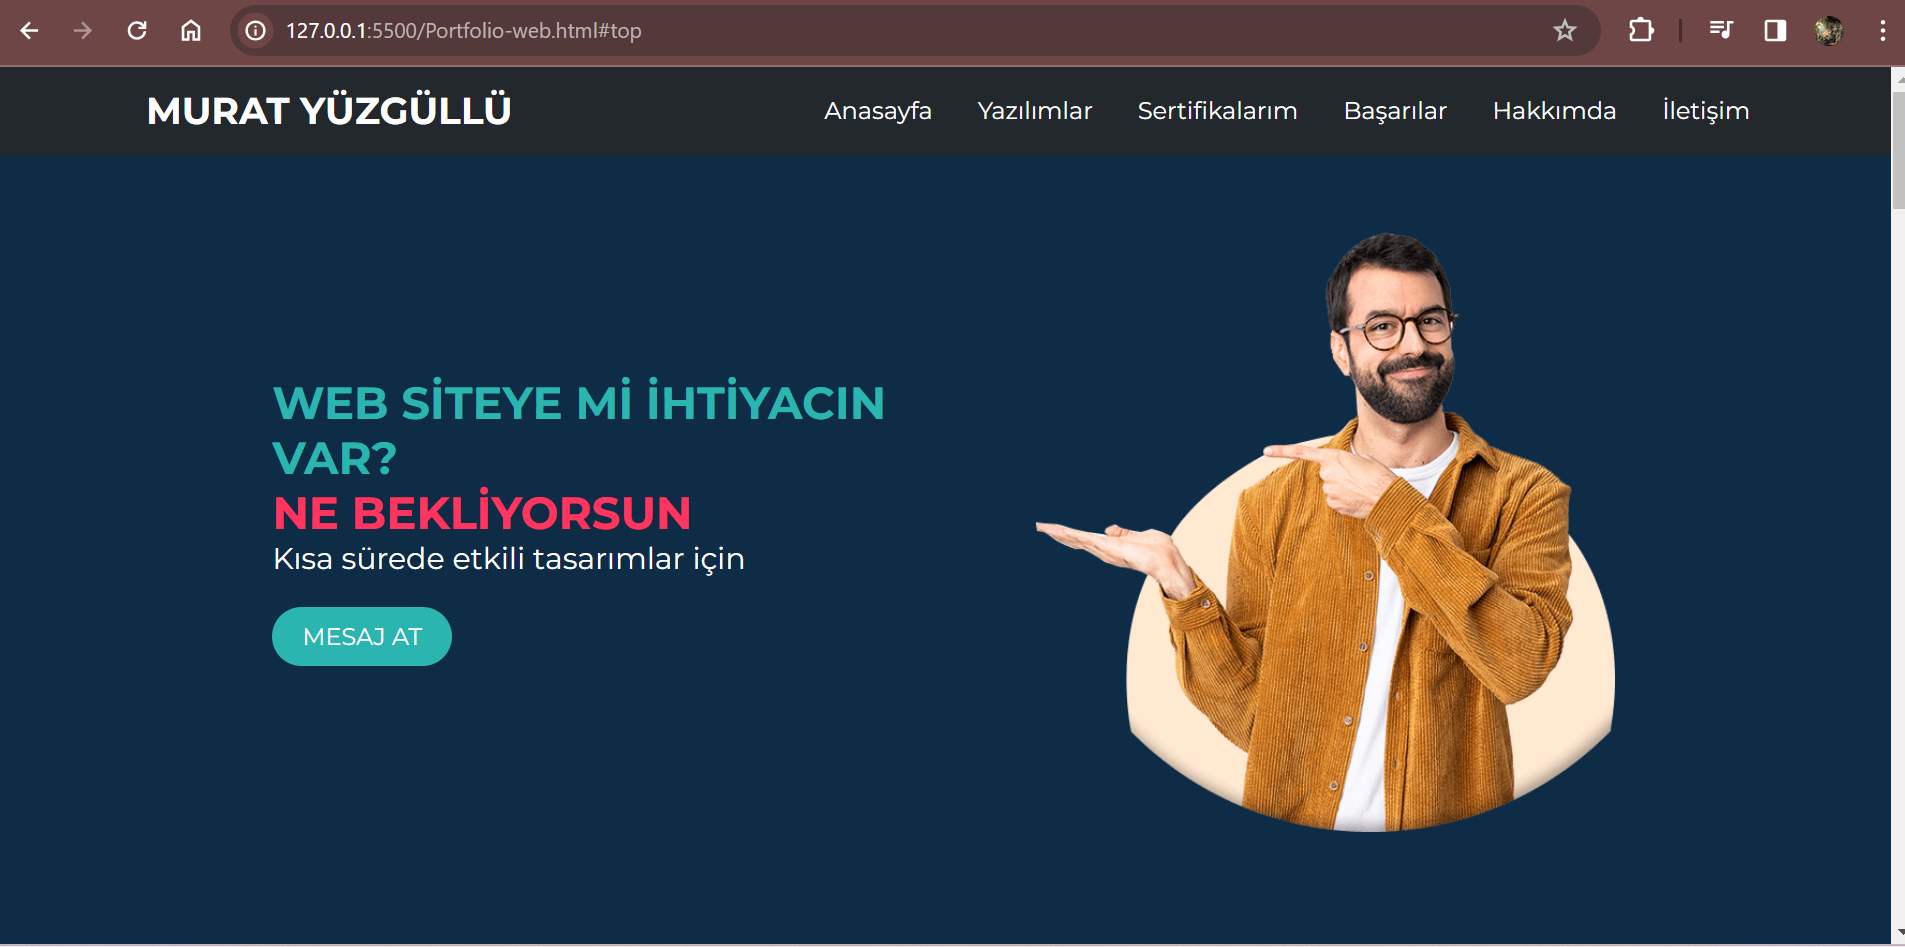 127.0.0.1:5500/Portfolio-web.html#top
MURAT YÜZGÜLLÜ
Anasayfa Yazılımlar Sertifikalarım Başarılar Hakkımda İletişim
WEB SİTEYE Mİ İHTİYACIN
VAR?
NE BEKLİYORSUN
Kısa sürede etkili tasarımlar için
MESAJ AT